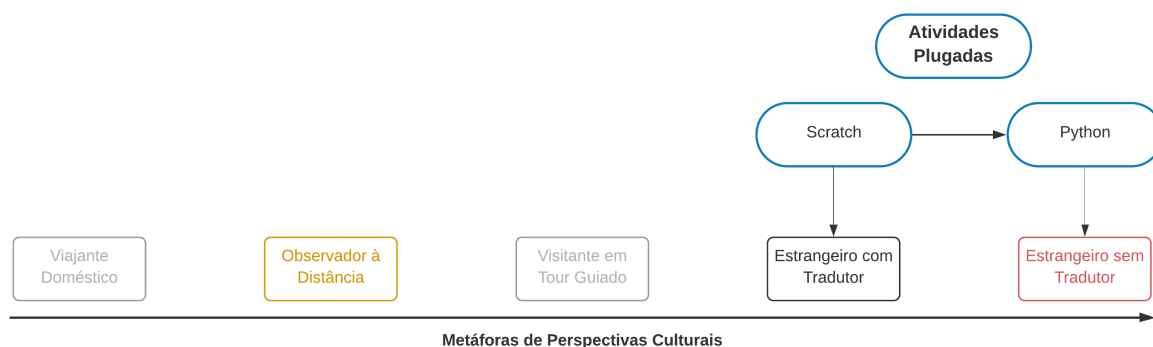 Atividades
Plugadas
Scratch
Python
Viajante
Doméstico
Observador à
Distância
Visitante em
Tour Guiado
Estrangeiro com
Tradutor
Estrangeiro sem
Tradutor
Metáforas de Perspectivas Culturais